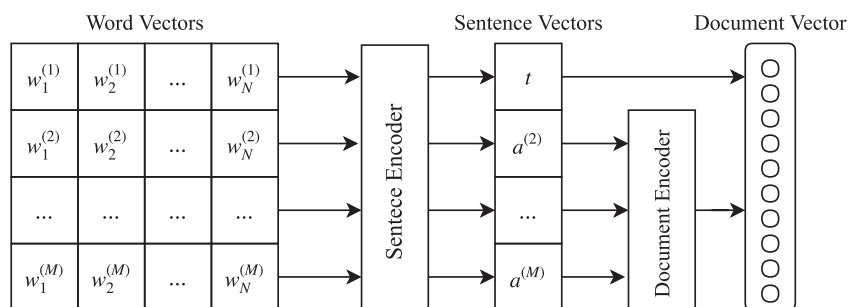 Word Vectors Sentence Vectors Document Vector
w_1^{(1)} w_2^{(1)} ... w_N^{(1)} t
w_1^{(2)} w_2^{(2)} ... w_N^{(2)} a^{(2)}
... ... ... ... ...
w_1^{(M)} w_2^{(M)} ... w_N^{(M)} a^{(M)}
Sentece Encoder
Document Encoder